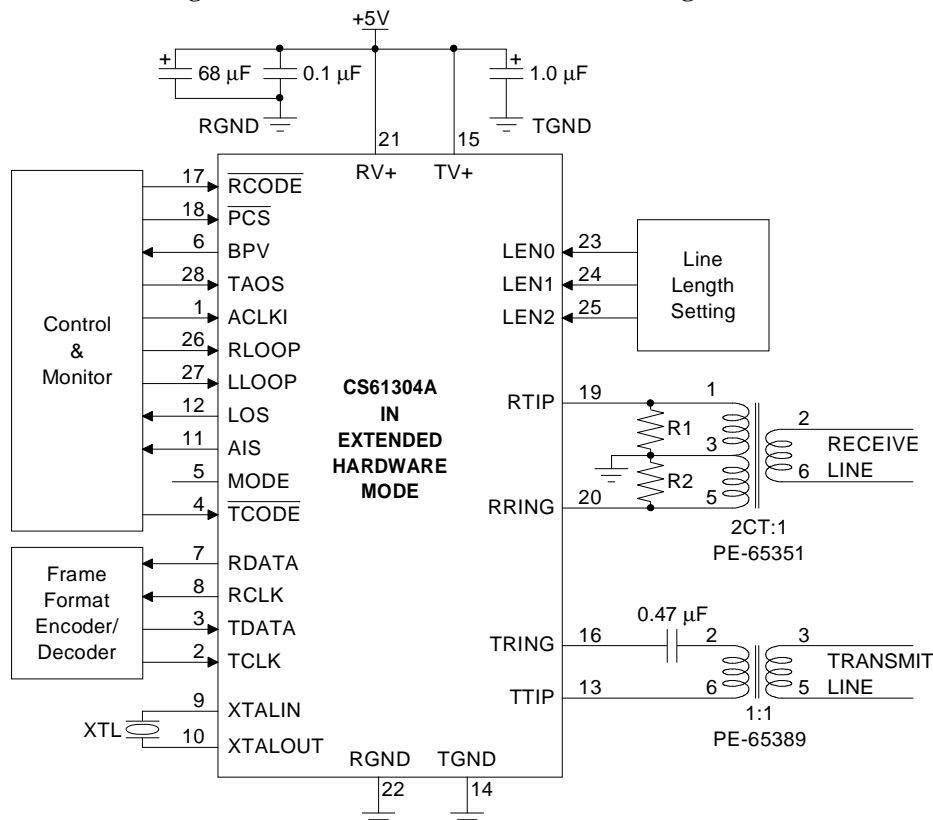 +5V
+
68 µF
0.1 µF
+
1.0 µF
RGND
TGND
21
15
RV+
TV+
Control
&
Monitor
17
RCODE
18
PCS
6
BPV
28
TAOS
1
ACLKI
26
RLOOP
27
LLOOP
12
LOS
11
AIS
5
MODE
4
TCODE
Frame
Format
Encoder/
Decoder
7
RDATA
8
RCLK
3
TDATA
2
TCLK
XTL
9
XTALIN
10
XTALOUT
CS61304A
IN
EXTENDED
HARDWARE
MODE
LEN0
23
LEN1
24
LEN2
25
Line
Length
Setting
RTIP
19
R1
R2
RRING
20
1
3
5
2
6
RECEIVE
LINE
2CT:1
PE-65351
TRING
16
0.47 µF
TTIP
13
2
6
3
5
TRANSMIT
LINE
1:1
PE-65389
RGND
TGND
22
14